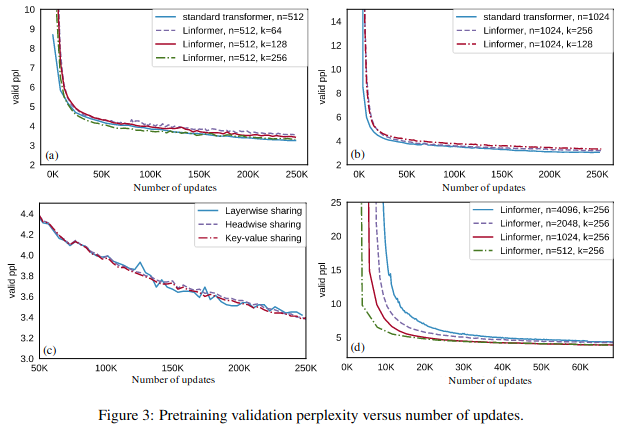 10
9
8
7
6
5
4
3
2
valid ppl
standard transformer, n=512
Linformer, n=512, k=64
Linformer, n=512, k=128
Linformer, n=512, k=256
(a)
0K 50K 100K 150K 200K 250K
Number of updates
14
12
10
8
6
4
2
valid ppl
standard transformer, n=1024
Linformer, n=1024, k=256
Linformer, n=1024, k=128
(b)
0K 50K 100K 150K 200K 250K
Number of updates
4.4
4.2
4.0
3.8
3.6
3.4
3.2
3.0
valid ppl
Layerwise sharing
Headwise sharing
Key-value sharing
(c)
50K 100K 150K 200K 250K
Number of updates
25
20
15
10
5
valid ppl
Linformer, n=4096, k=256
Linformer, n=2048, k=256
Linformer, n=1024, k=256
Linformer, n=512, k=256
(d)
0K 10K 20K 30K 40K 50K 60K
Number of updates
Figure 3: Pretraining validation perplexity versus number of updates.